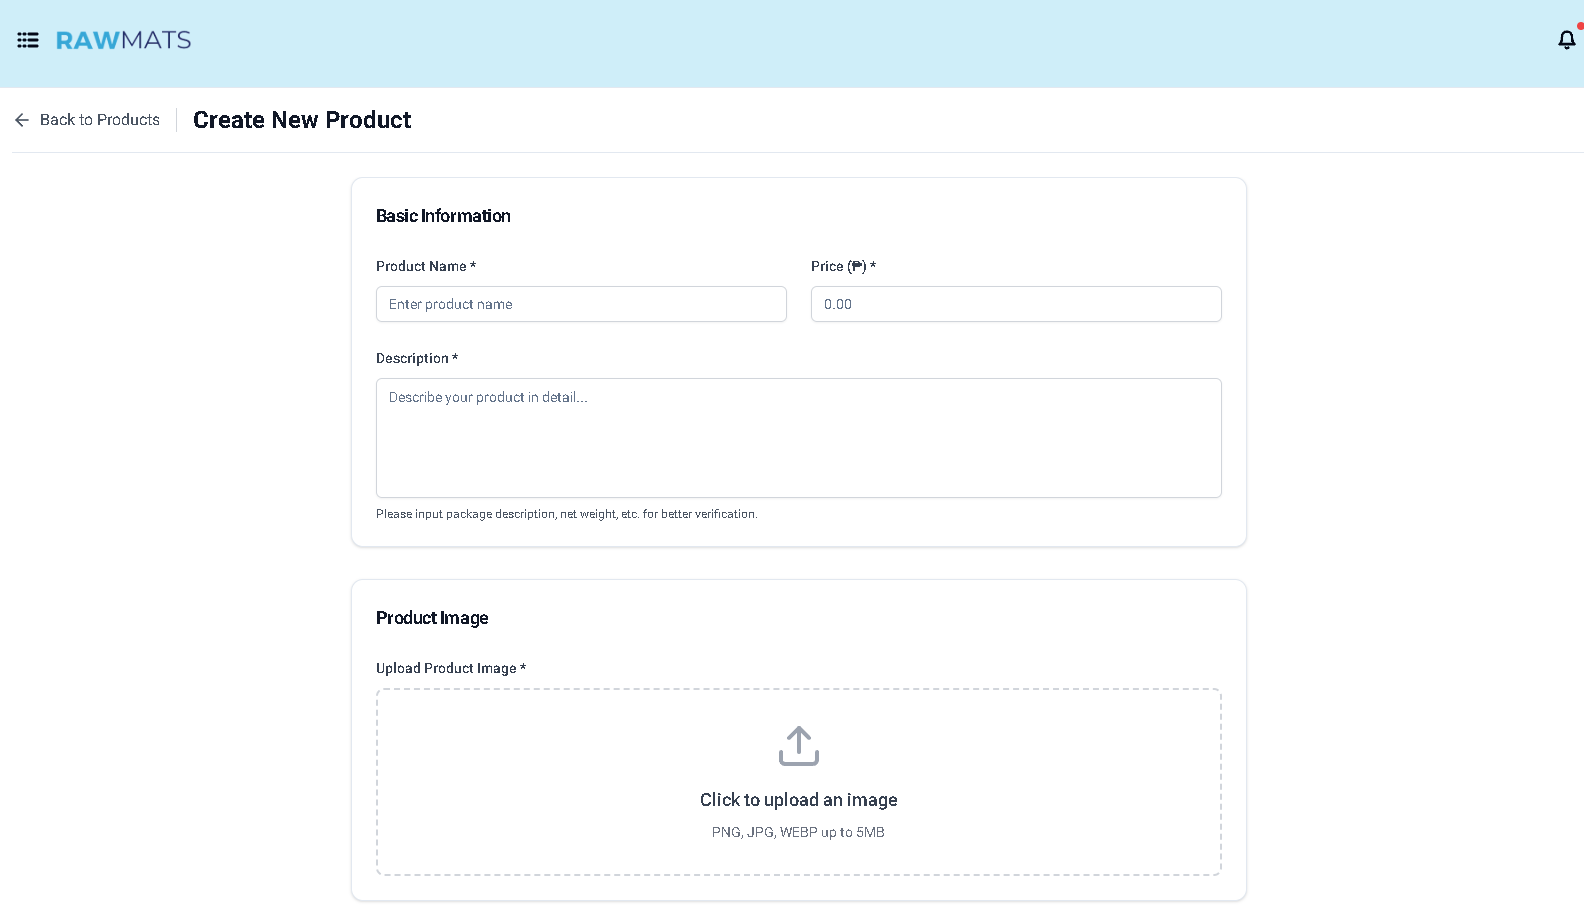 RAWMATS
Back to Products
Create New Product
Basic Information
Product Name *
Price (₱) *
Enter product name
0.00
Description *
Describe your product in detail...
Please input package description, net weight, etc. for better verification.
Product Image
Upload Product Image *
Click to upload an image
PNG, JPG, WEBP up to 5MB